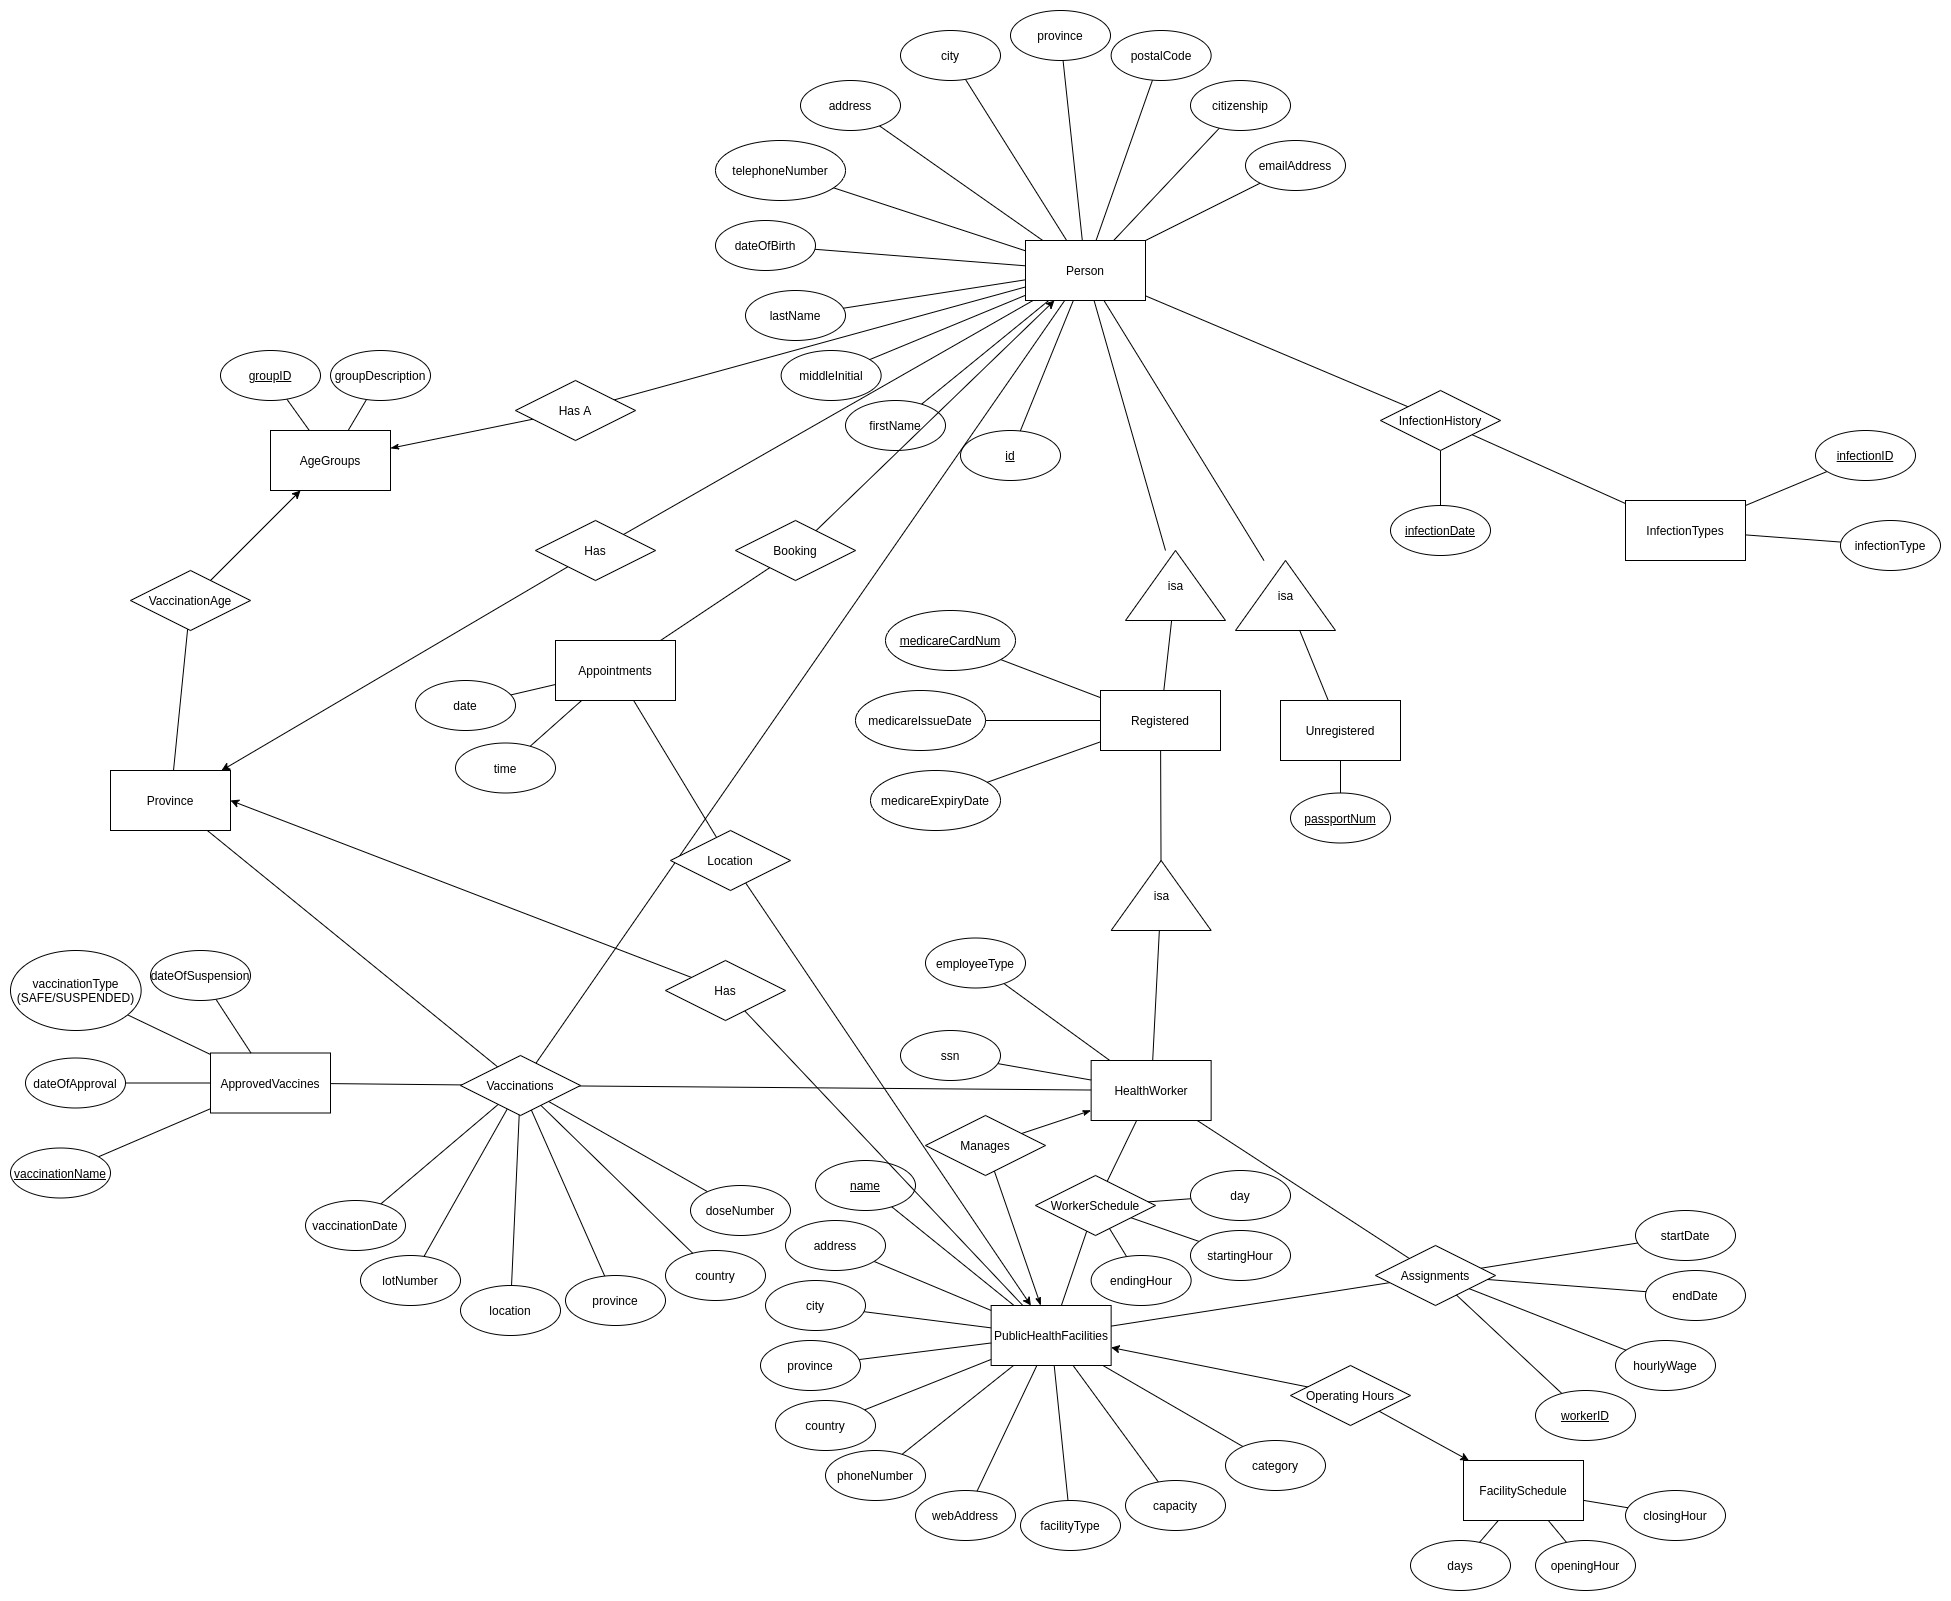 province
city
postalCode
address
citizenship
emailAddress
telephoneNumber
dateOfBirth
Person
lastName
middleInitial
firstName
id
groupID
groupDescription
Has A
AgeGroups
InfectionHistory
infectionID
infectionDate
InfectionTypes
infectionType
Has
Booking
VaccinationAge
isa
isa
medicareCardNum
Appointments
date
time
medicareIssueDate
Registered
Unregistered
medicareExpiryDate
passportNum
Province
Location
isa
employeeType
vaccinationType
(SAFE/SUSPENDED)
dateOfSuspension
Has
ssn
dateOfApproval
ApprovedVaccines
Vaccinations
HealthWorker
Manages
vaccinationName
name
WorkerSchedule
day
vaccinationDate
doseNumber
address
startingHour
startDate
lotNumber
country
endingHour
Assignments
endDate
location
province
city
PublicHealthFacilities
province
hourlyWage
Operating Hours
workerID
country
phoneNumber
category
webAddress
facilityType
capacity
FacilitySchedule
closingHour
days
openingHour